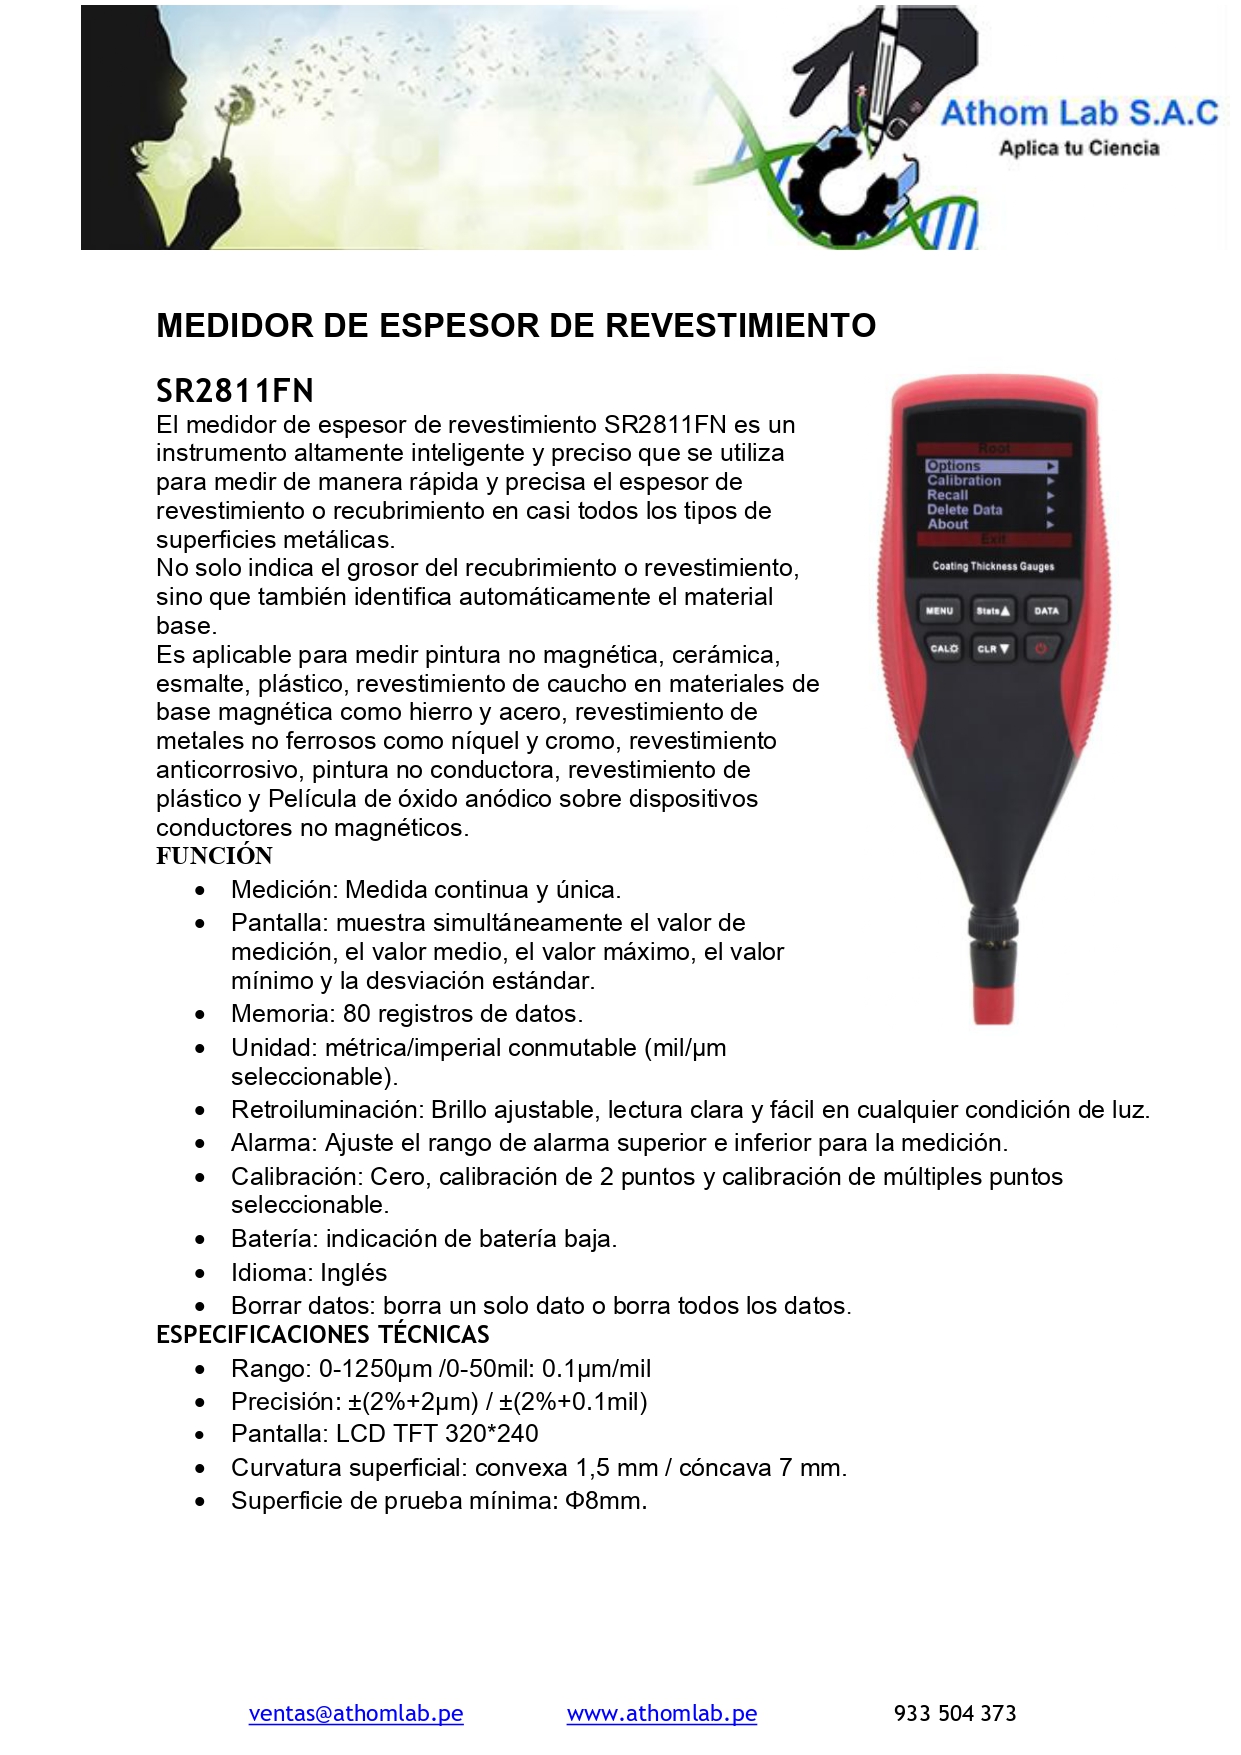 Athom Lab S.A.C
Aplica tu Ciencia
MEDIDOR DE ESPESOR DE REVESTIMIENTO
SR2811FN
El medidor de espesor de revestimiento SR2811FN es un
instrumento altamente inteligente y preciso que se utiliza
para medir de manera rápida y precisa el espesor de
revestimiento o recubrimiento en casi todos los tipos de
superficies metálicas.
No solo indica el grosor del recubrimiento o revestimiento,
sino que también identifica automáticamente el material
base.
Es aplicable para medir pintura no magnética, cerámica,
esmalte, plástico, revestimiento de caucho en materiales de
base magnética como hierro y acero, revestimiento de
metales no ferrosos como níquel y cromo, revestimiento
anticorrosivo, pintura no conductora, revestimiento de
plástico y Película de óxido anódico sobre dispositivos
conductores no magnéticos.
Root
Options
Calibration
Recall
Delete Data
About
Exit
Coating Thickness Gauges
MENU Stats▲ DATA
CAL CLR▼
FUNCIÓN
• Medición: Medida continua y única.
• Pantalla: muestra simultáneamente el valor de
medición, el valor medio, el valor máximo, el valor
mínimo y la desviación estándar.
• Memoria: 80 registros de datos.
• Unidad: métrica/imperial conmutable (mil/µm
seleccionable).
• Retroiluminación: Brillo ajustable, lectura clara y fácil en cualquier condición de luz.
• Alarma: Ajuste el rango de alarma superior e inferior para la medición.
• Calibración: Cero, calibración de 2 puntos y calibración de múltiples puntos
seleccionable.
• Batería: indicación de batería baja.
• Idioma: Inglés
• Borrar datos: borra un solo dato o borra todos los datos.
ESPECIFICACIONES TÉCNICAS
• Rango: 0-1250µm /0-50mil: 0.1µm/mil
• Precisión: ±(2%+2µm) / ±(2%+0.1mil)
• Pantalla: LCD TFT 320*240
• Curvatura superficial: convexa 1,5 mm / cóncava 7 mm.
• Superficie de prueba mínima: Φ8mm.
ventas@athomlab.pe www.athomlab.pe 933 504 373